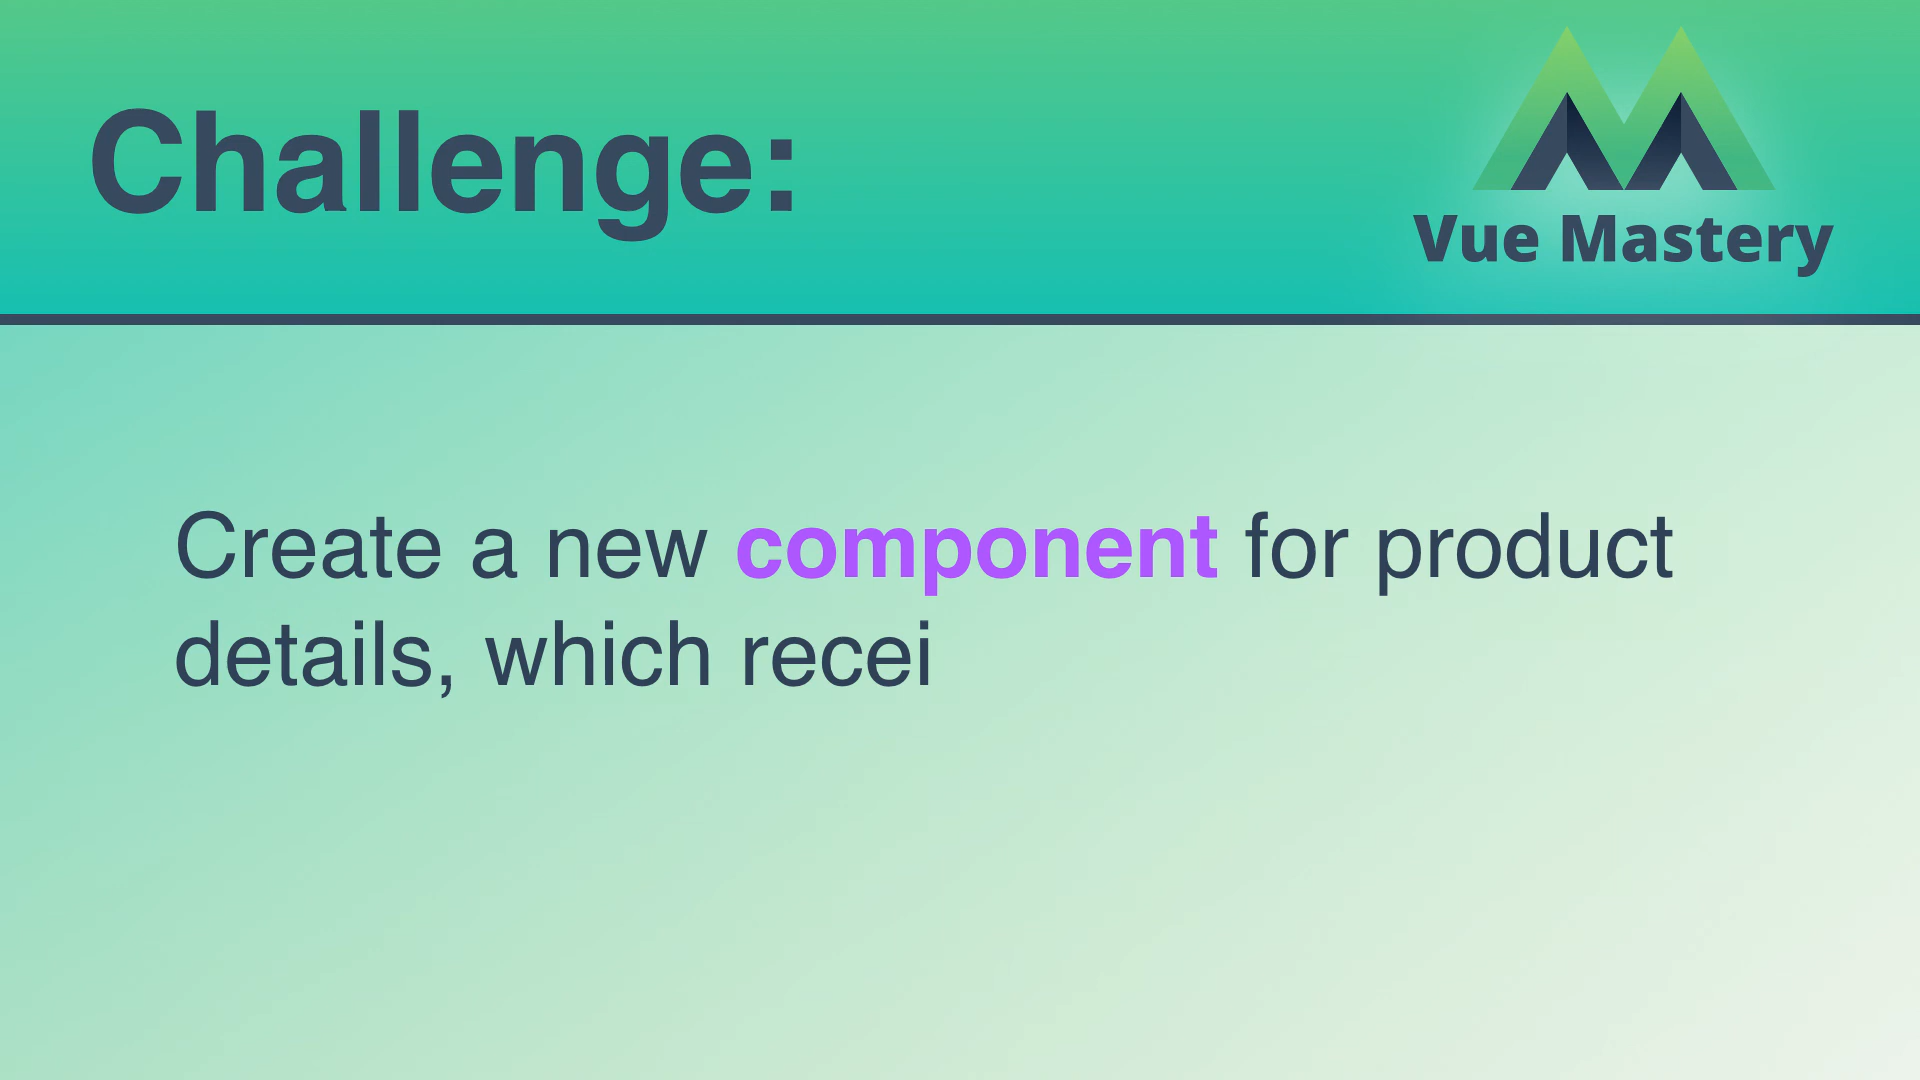 Challenge:
Vue Mastery
Create a new component for product
details, which recei